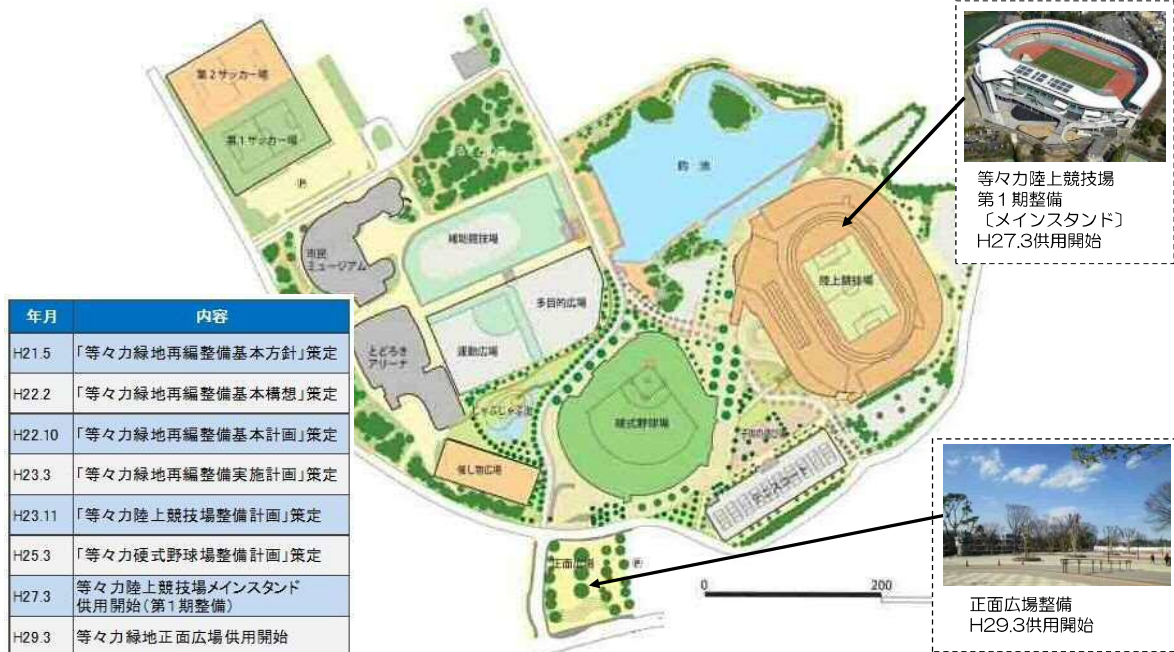 第2サッカー場
第1サッカー場
Ⓟ
釣 池
補助競技場
市民
ミュージアム
多目的広場
陸上競技場
運動広場
とどろき
アリーナ
じゃぶじゃぶ池
硬式野球場
催し物広場
テニスコート
正面広場
Ⓟ
0
200
等々力陸上競技場
第1期整備
〔メインスタンド〕
H27.3供用開始
正面広場整備
H29.3供用開始
年月 内容
H21.5 「等々力緑地再編整備基本方針」策定
H22.2 「等々力緑地再編整備基本構想」策定
H22.10 「等々力緑地再編整備基本計画」策定
H23.3 「等々力緑地再編整備実施計画」策定
H23.11 「等々力陸上競技場整備計画」策定
H25.3 「等々力硬式野球場整備計画」策定
H27.3 等々力陸上競技場メインスタンド
供用開始(第1期整備)
H29.3 等々力緑地正面広場供用開始